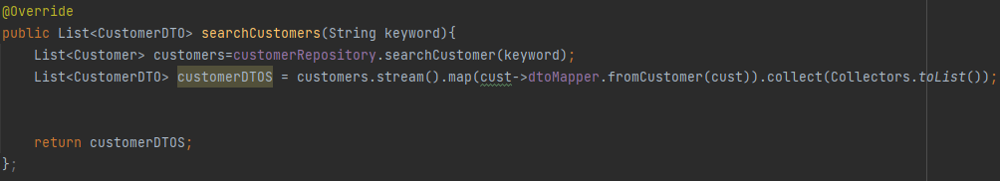 @Override
public List<CustomerDTO> searchCustomers(String keyword){
List<Customer> customers=customerRepository.searchCustomer(keyword);
List<CustomerDTO> customerDTOS = customers.stream().map(cust->dtoMapper.fromCustomer(cust)).collect(Collectors.toList());
return customerDTOS;
};